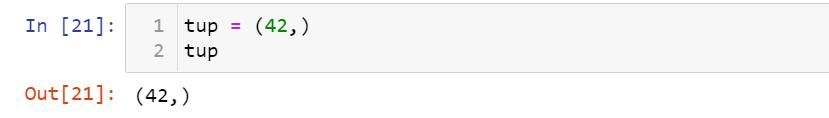 In [21]: 1 tup = (42,)
2 tup
Out[21]: (42,)